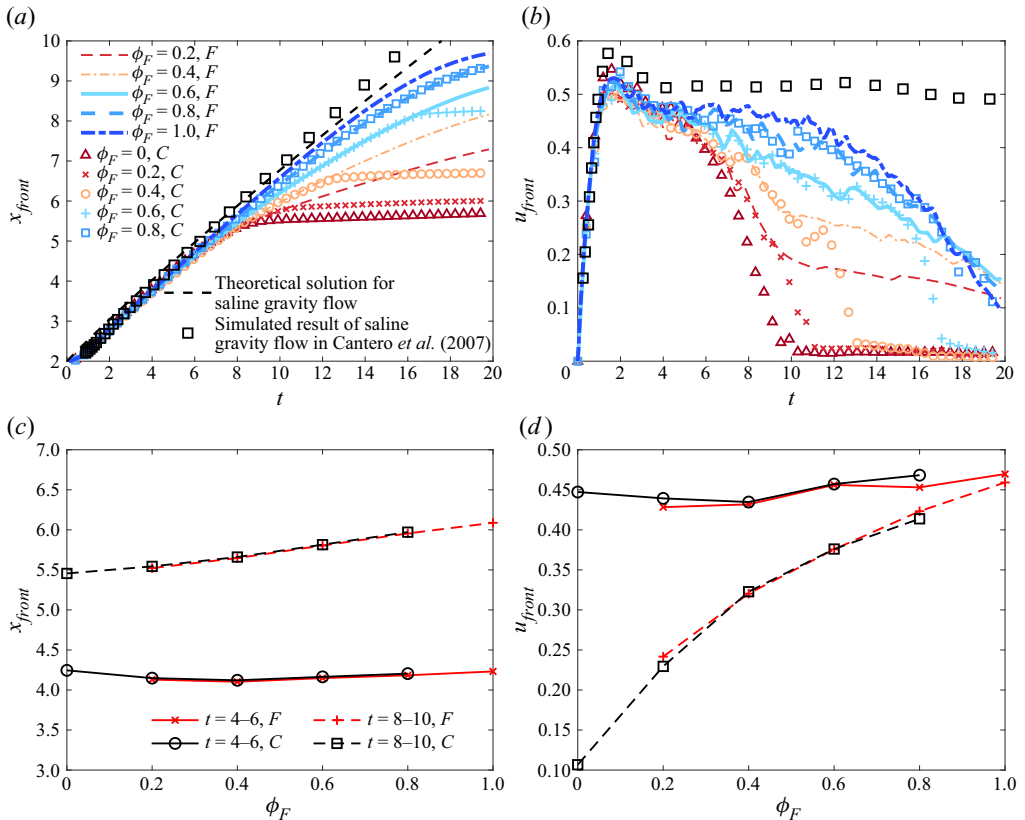 (a)
10
9
8
7
6
5
4
3
2
x_front
0 2 4 6 8 10 12 14 16 18 20
t
ϕ_F = 0.2, F
ϕ_F = 0.4, F
ϕ_F = 0.6, F
ϕ_F = 0.8, F
ϕ_F = 1.0, F
ϕ_F = 0, C
ϕ_F = 0.2, C
ϕ_F = 0.4, C
ϕ_F = 0.6, C
ϕ_F = 0.8, C
Theoretical solution for
saline gravity flow
Simulated result of saline
gravity flow in Cantero et al. (2007)
(b)
0.6
0.5
0.4
0.3
0.2
0.1
u_front
0 2 4 6 8 10 12 14 16 18 20
t
(c)
7.0
6.5
6.0
5.5
5.0
4.5
4.0
3.5
3.0
x_front
t = 4–6, F t = 8–10, F
t = 4–6, C t = 8–10, C
0 0.2 0.4 0.6 0.8 1.0
ϕ_F
(d)
0.50
0.45
0.40
0.35
0.30
0.25
0.20
0.15
0.10
u_front
0 0.2 0.4 0.6 0.8 1.0
ϕ_F